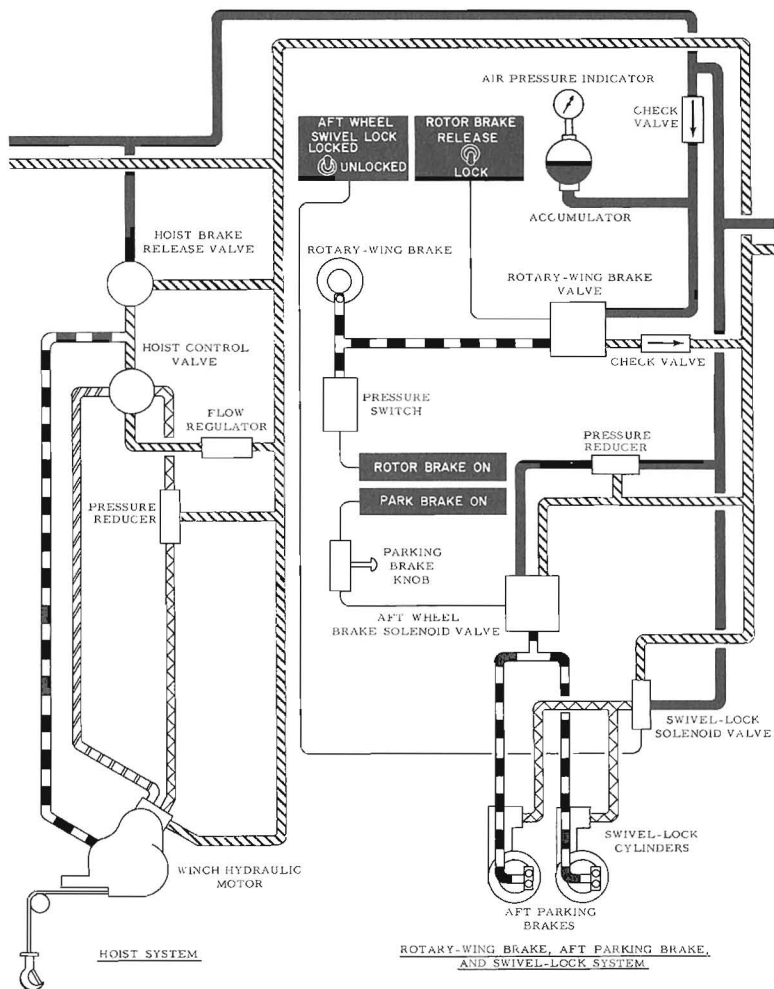 AIR PRESSURE INDICATOR
CHECK
VALVE
AFT WHEEL
SWIVEL LOCK
LOCKED
UNLOCKED
ROTOR BRAKE
RELEASE
LOCK
ACCUMULATOR
HOIST BRAKE
RELEASE VALVE
ROTARY-WING BRAKE
ROTARY-WING BRAKE
VALVE
HOIST CONTROL
VALVE
CHECK VALVE
FLOW
REGULATOR
PRESSURE
SWITCH
PRESSURE
REDUCER
ROTOR BRAKE ON
PARK BRAKE ON
PRESSURE
REDUCER
PARKING
BRAKE
KNOB
AFT WHEEL
BRAKE SOLENOID VALVE
SWIVEL-LOCK
SOLENOID VALVE
SWIVEL-LOCK
CYLINDERS
WINCH HYDRAULIC
MOTOR
AFT PARKING
BRAKES
HOIST SYSTEM
ROTARY-WING BRAKE, AFT PARKING BRAKE,
AND SWIVEL-LOCK SYSTEM